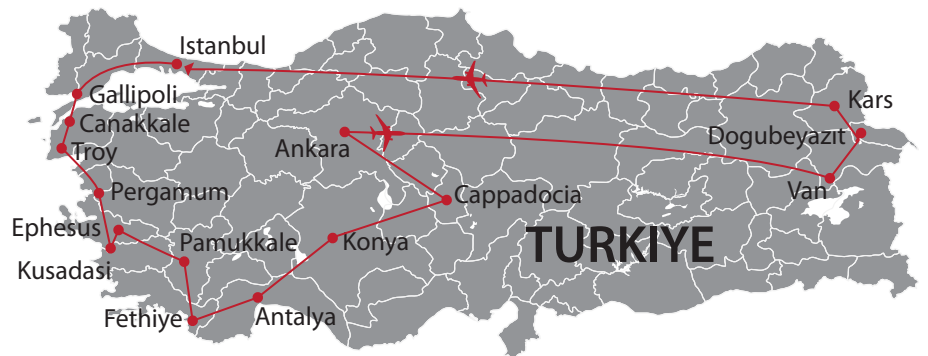 Istanbul
Gallipoli
Kars
Canakkale
Dogubeyazıt
Ankara
Troy
Pergamum
Van
Cappadocia
Ephesus
Pamukkale
Konya
TURKIYE
Kusadasi
Fethiye
Antalya